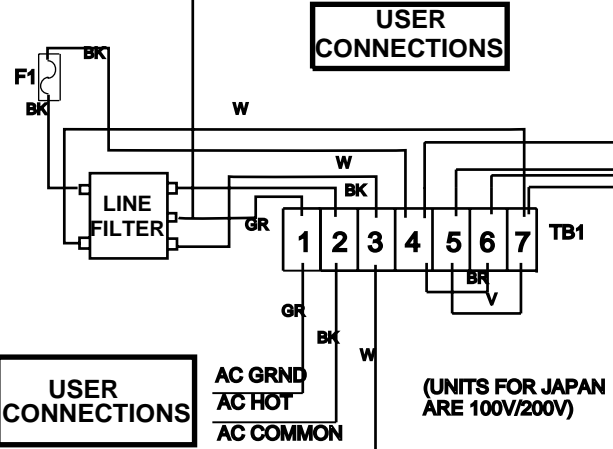 USER
CONNECTIONS
BK
F1
BK
W
W
BK
LINE
FILTER
GR
1 2 3 4 5 6 7
TB1
BR
V
GR
BK
W
AC GRND
AC HOT
AC COMMON
USER
CONNECTIONS
(UNITS FOR JAPAN
ARE 100V/200V)